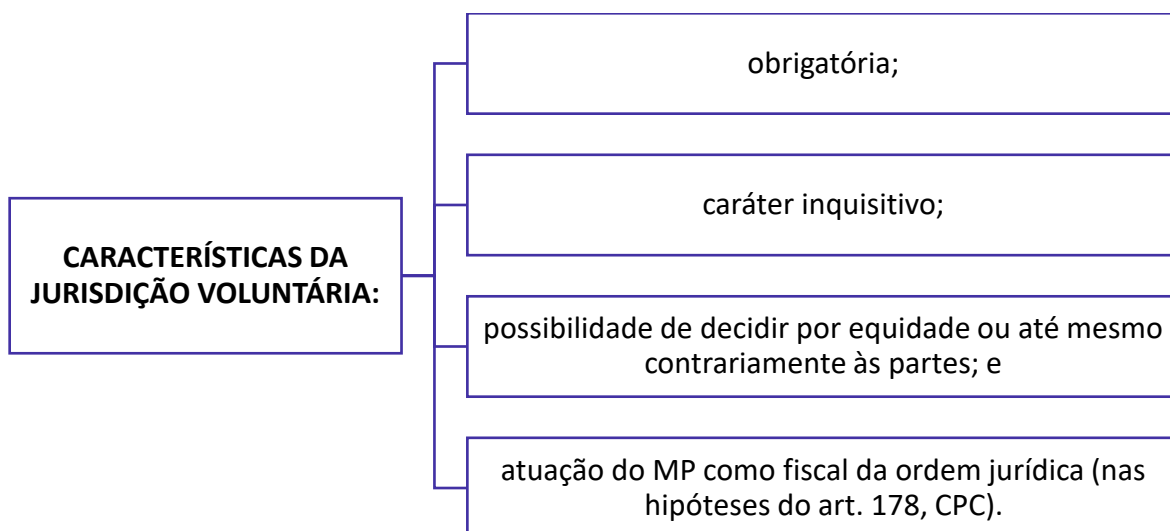 CARACTERÍSTICAS DA
JURISDIÇÃO VOLUNTÁRIA:
obrigatória;
caráter inquisitivo;
possibilidade de decidir por equidade ou até mesmo
contrariamente às partes; e
atuação do MP como fiscal da ordem jurídica (nas
hipóteses do art. 178, CPC).